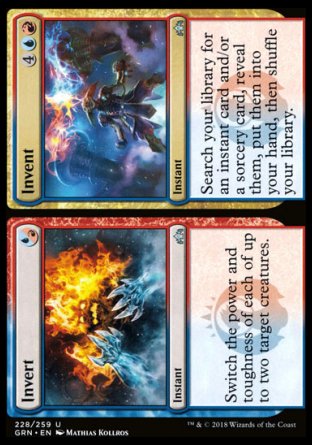 Invent
4
Instant
Search your library for
an instant card and/or
a sorcery card, reveal
them, put them into
your hand, then shuffle
your library.
Invert
Instant
Switch the power and
toughness of each of up
to two target creatures.
228/259 U
GRN • EN MATHIAS KOLLROS
™ & © 2018 Wizards of the Coast